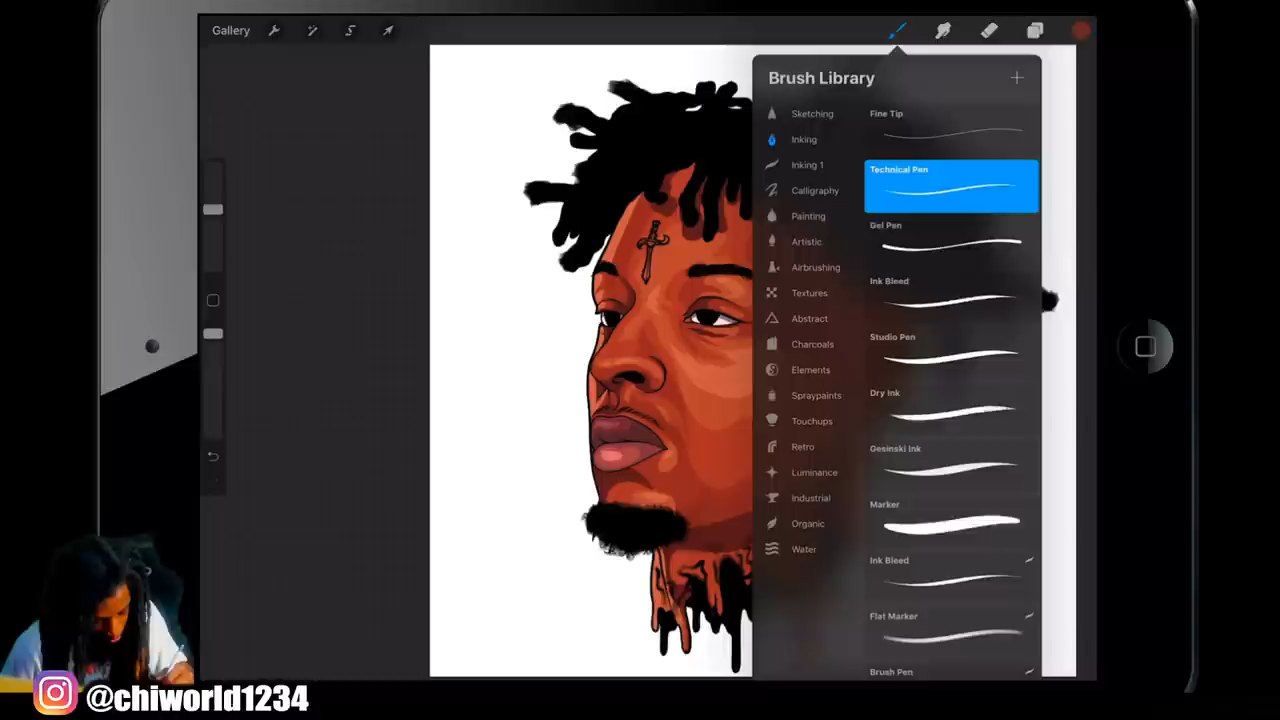 Gallery
Brush Library
Sketching
Inking
Inking 1
Calligraphy
Painting
Artistic
Airbrushing
Textures
Abstract
Charcoals
Elements
Spraypaints
Touchups
Retro
Luminance
Industrial
Organic
Water
Fine Tip
Technical Pen
Gel Pen
Ink Bleed
Studio Pen
Dry Ink
Gesinski Ink
Marker
Ink Bleed
Flat Marker
Brush Pen
@chiworld1234